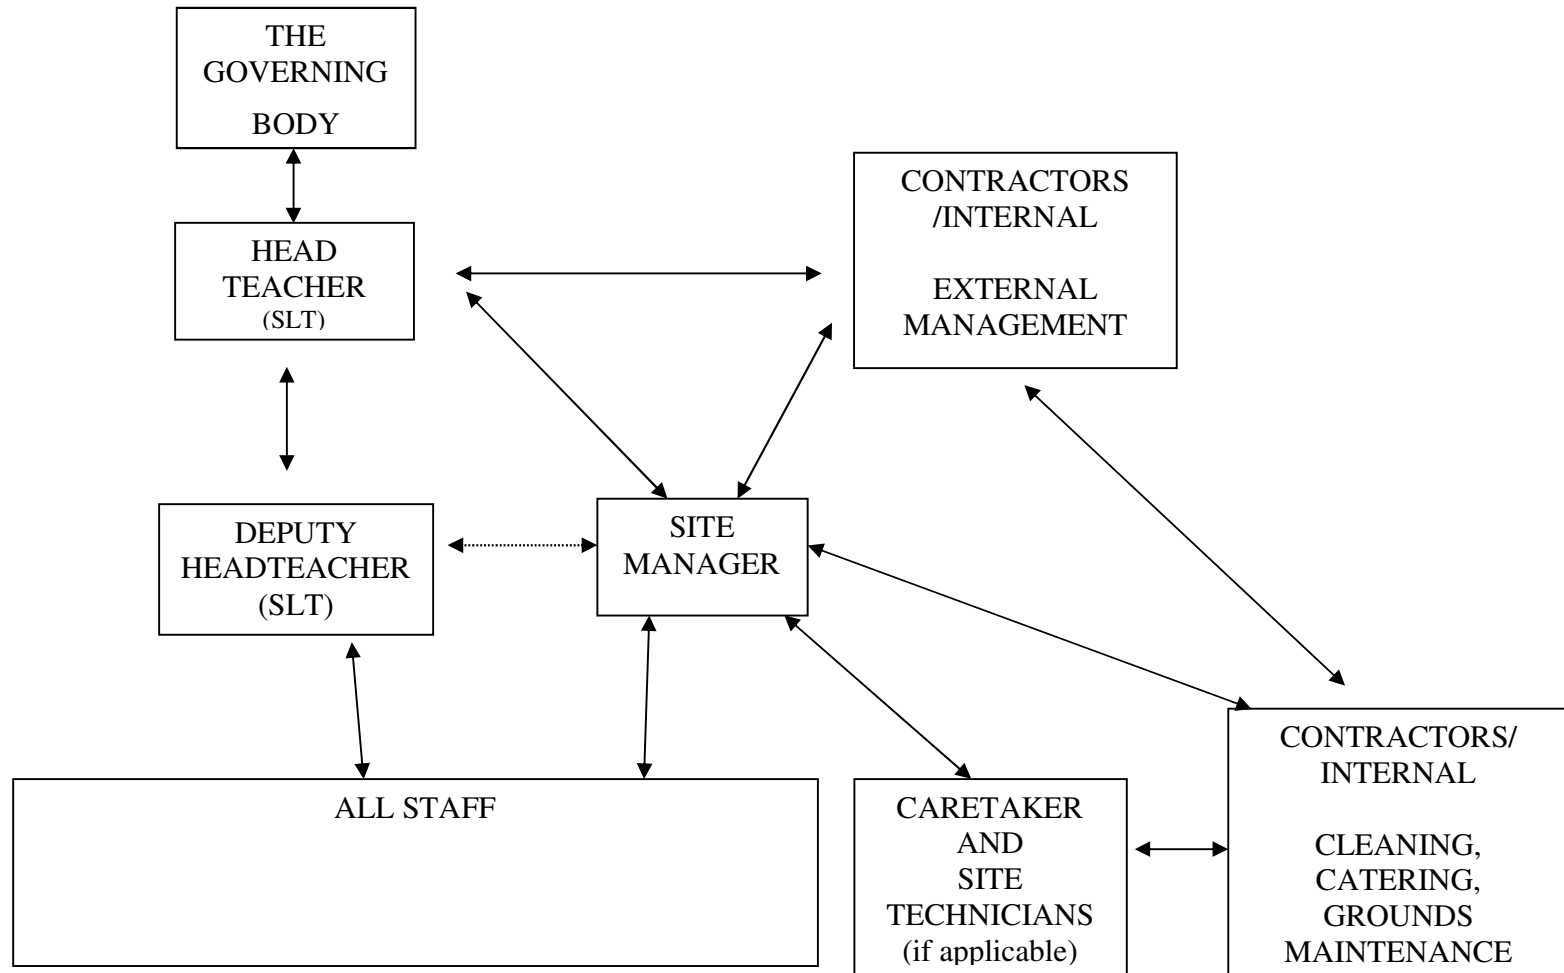 THE
GOVERNING
BODY
CONTRACTORS
/INTERNAL
EXTERNAL
MANAGEMENT
HEAD
TEACHER
(SLT)
DEPUTY
HEADTEACHER
(SLT)
SITE
MANAGER
ALL STAFF
CARETAKER
AND
SITE
TECHNICIANS
(if applicable)
CONTRACTORS/
INTERNAL
CLEANING,
CATERING,
GROUNDS
MAINTENANCE